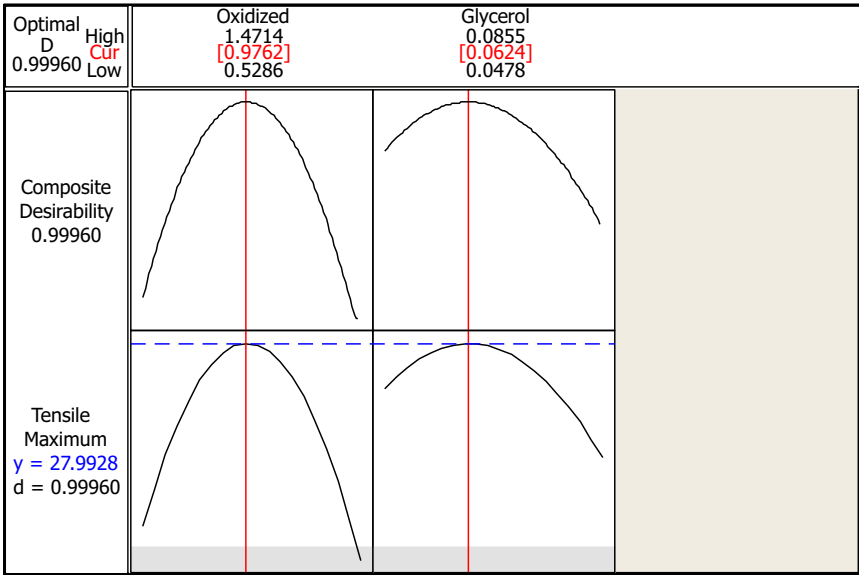 Optimal
D
0.99960
High
Cur
Low
Oxidized
1.4714
[0.9762]
0.5286
Glycerol
0.0855
[0.0624]
0.0478
Composite
Desirability
0.99960
Tensile
Maximum
y = 27.9928
d = 0.99960